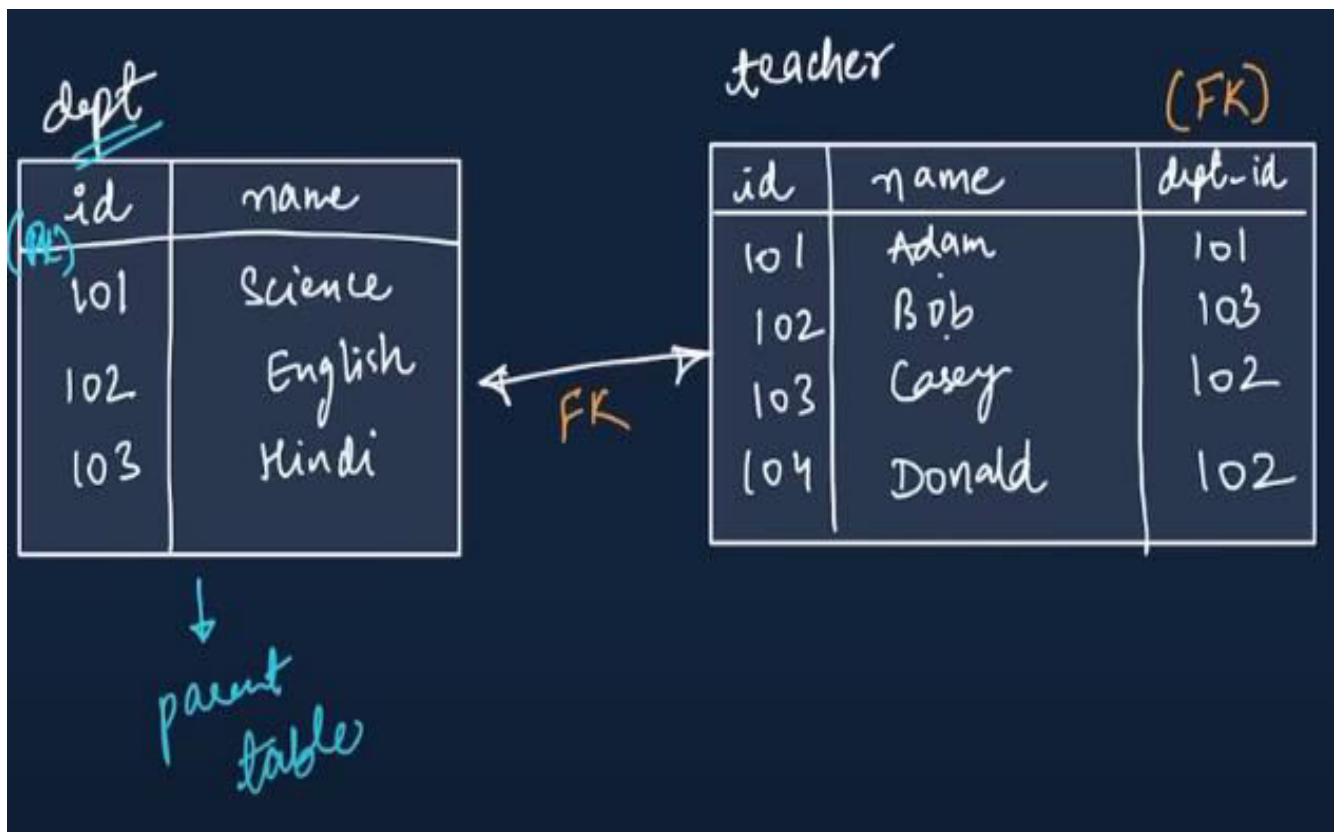 dept
id name
(PK)
101 Science
102 English
103 Hindi
parent
table
FK
teacher
(FK)
id name dept-id
101 Adam 101
102 Bob 103
103 Casey 102
104 Donald 102